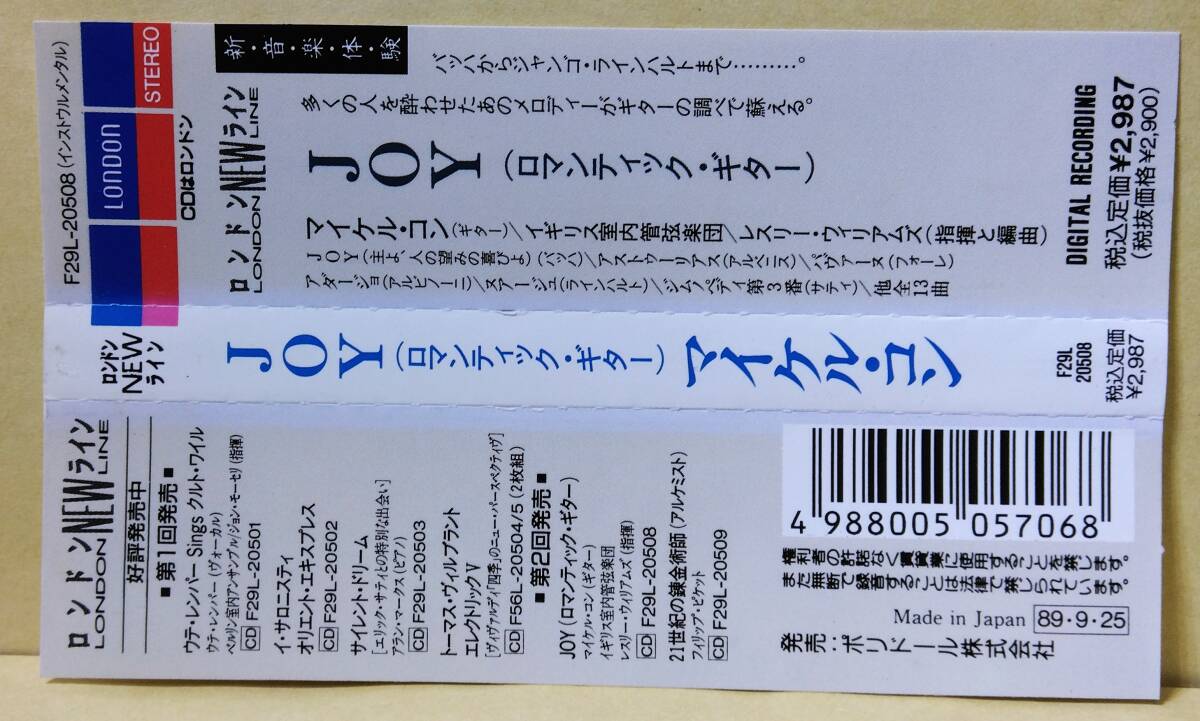 F29L-20508 (インストゥルメンタル)
LONDON
STEREO
CDはロンドン
ロンドンNEWライン
LONDON LINE
新・音・楽・体・験
バッハからジャンゴ・ラインハルトまで………。
多くの人を酔わせたあのメロディーがギターの調べで蘇える。
JOY (ロマンティック・ギター)
マイケル・コン(ギター)/イギリス室内管弦楽団/レスリー・ウィリアムズ(指揮と編曲)
JOY(主よ、人の望みの喜びよ)(バッハ)/アストゥーリアス(アルベニス)/パヴァーヌ(フォーレ)
アダージョ(アルビノーニ)/ヌアージュ(ラインハルト)/ジムノペディ第3番(サティ)/他全13曲
DIGITAL RECORDING
税込定価¥2,987
(税抜価格¥2,900)
ロンドン
NEW
ライン
JOY(ロマンティック・ギター) マイケル・コン
F29L
20508
税込定価
¥2,987
ロンドンNEWライン
LONDON LINE
好評発売中
■第1回発売■
ウテ・レンパー Sings クルト・ワイル
ウテ・レンパー(ヴォーカル)
ベルリン室内アンサンブル/ジョン・モーセリ(指揮)
CD F29L-20501
イ・サロニスティ
オリエント・エキスプレス
CD F29L-20502
サイレント・ドリーム
[エリック・サティとの特別な出会い]
アラン・マークス(ピアノ)
CD F29L-20503
トーマス・ヴィルブラント
エレクトリックV
[ヴィヴァルディ「四季」のニュー・パースペクティヴ]
CD F56L-20504/5 (2枚組)
■第2回発売■
JOY (ロマンティック・ギター)
マイケル・コン(ギター)
イギリス室内管弦楽団
レスリー・ウィリアムズ(指揮)
CD F29L-20508
21世紀の錬金術師(アルケミスト)
フィリップ・ピケット
CD F29L-20509
4 988005 057068
権利者の許諾なく賃貸業に使用することを禁じます。
また無断で録音することは法律で禁じられています。
Made in Japan 89・9・25
発売:ポリドール株式会社